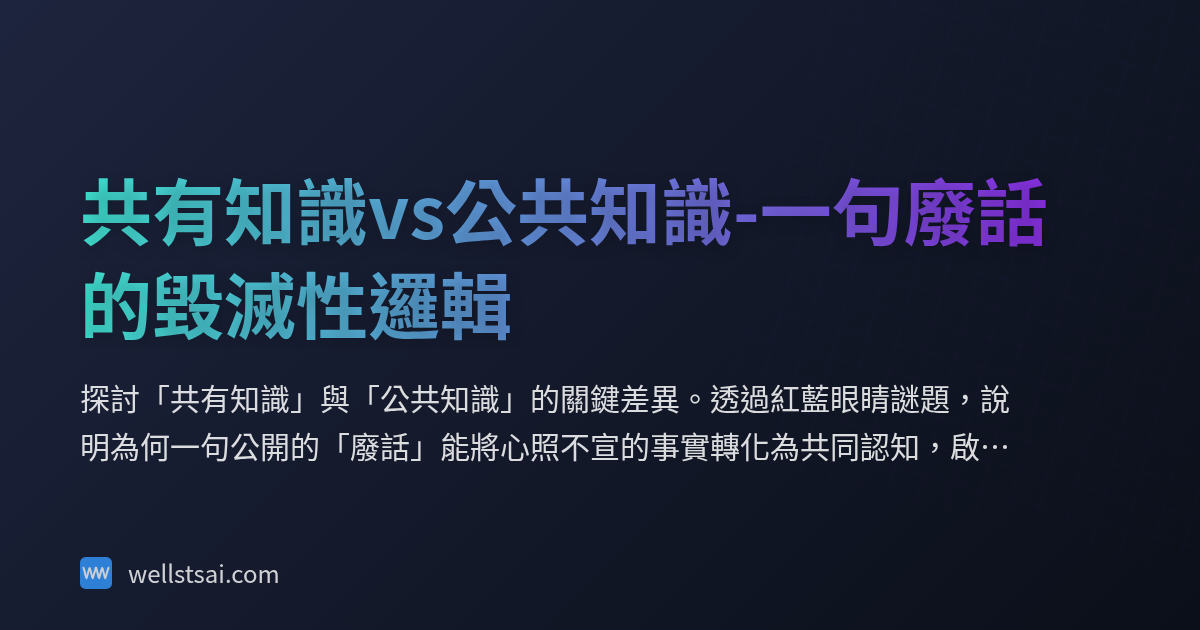 共有知識vs公共知識-一句廢話
的毀滅性邏輯
探討「共有知識」與「公共知識」的關鍵差異。透過紅藍眼睛謎題，說
明為何一句公開的「廢話」能將心照不宣的事實轉化為共同認知，啟…
wellstsai.com